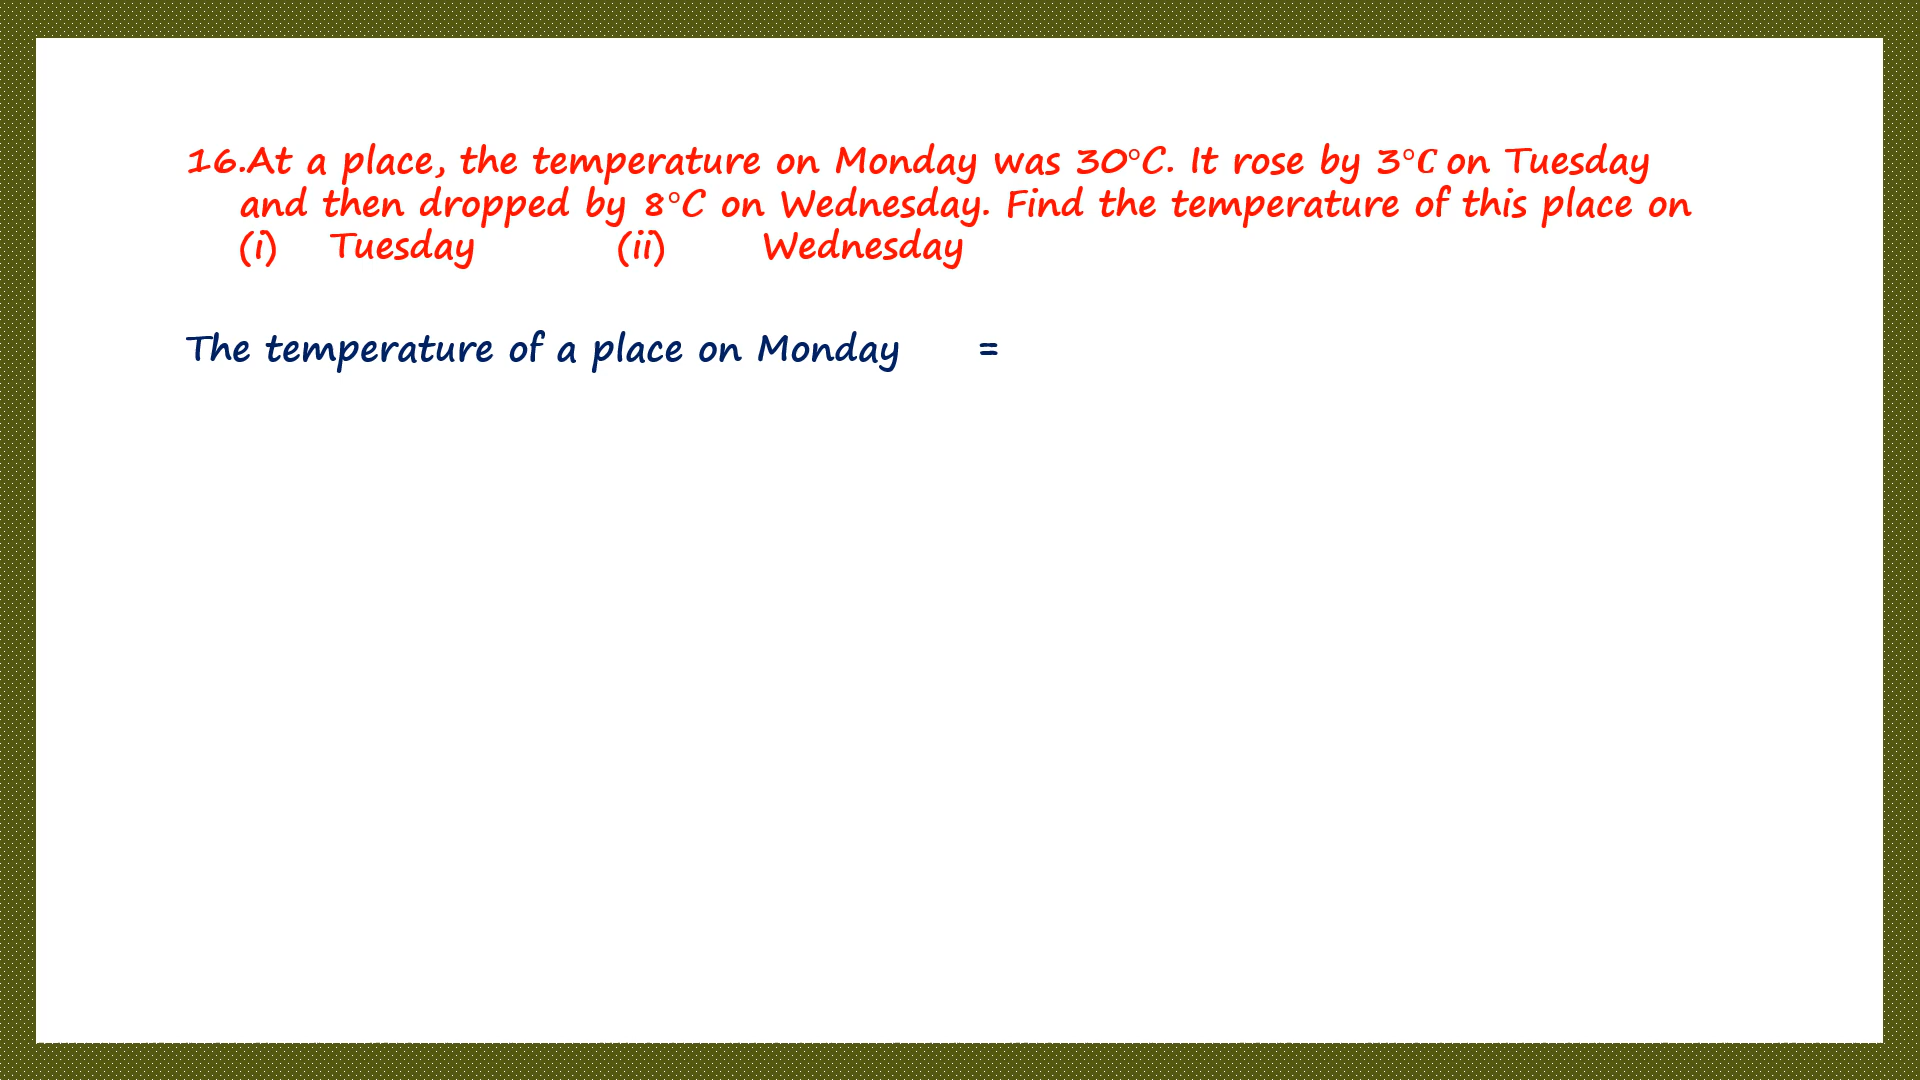 16.At a place, the temperature on Monday was 30°C. It rose by 3°C on Tuesday
and then dropped by 8°C on Wednesday. Find the temperature of this place on
(i) Tuesday (ii) Wednesday
The temperature of a place on Monday =